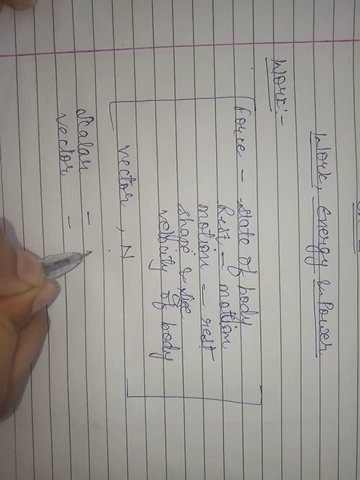 Work, Energy & Power
Work:-
Force - State of body
Rest - motion
motion - rest
shape & size
velocity of body
vector, N.
Scalar -
vector -